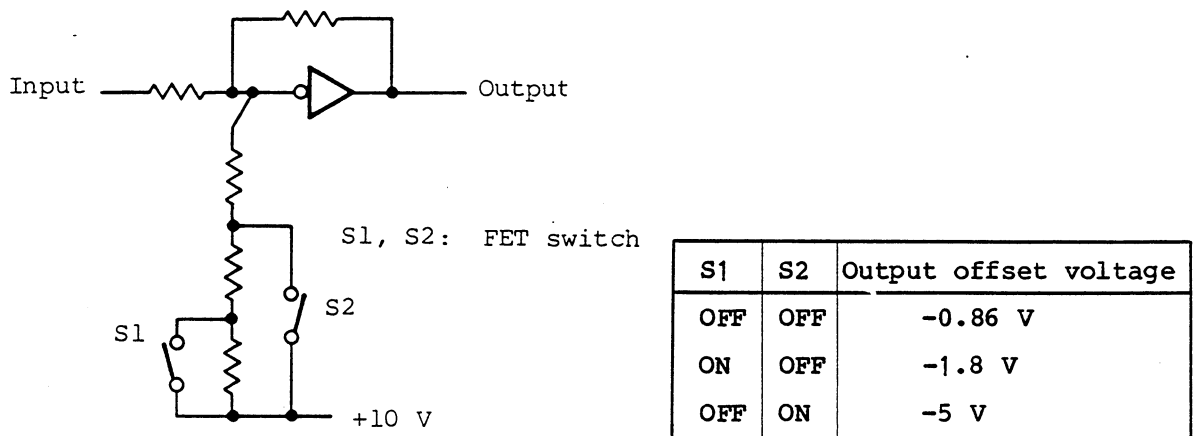 Input
Output
S1, S2: FET switch
S2
S1
+10 V
S1 S2 Output offset voltage
OFF OFF -0.86 V
ON OFF -1.8 V
OFF ON -5 V